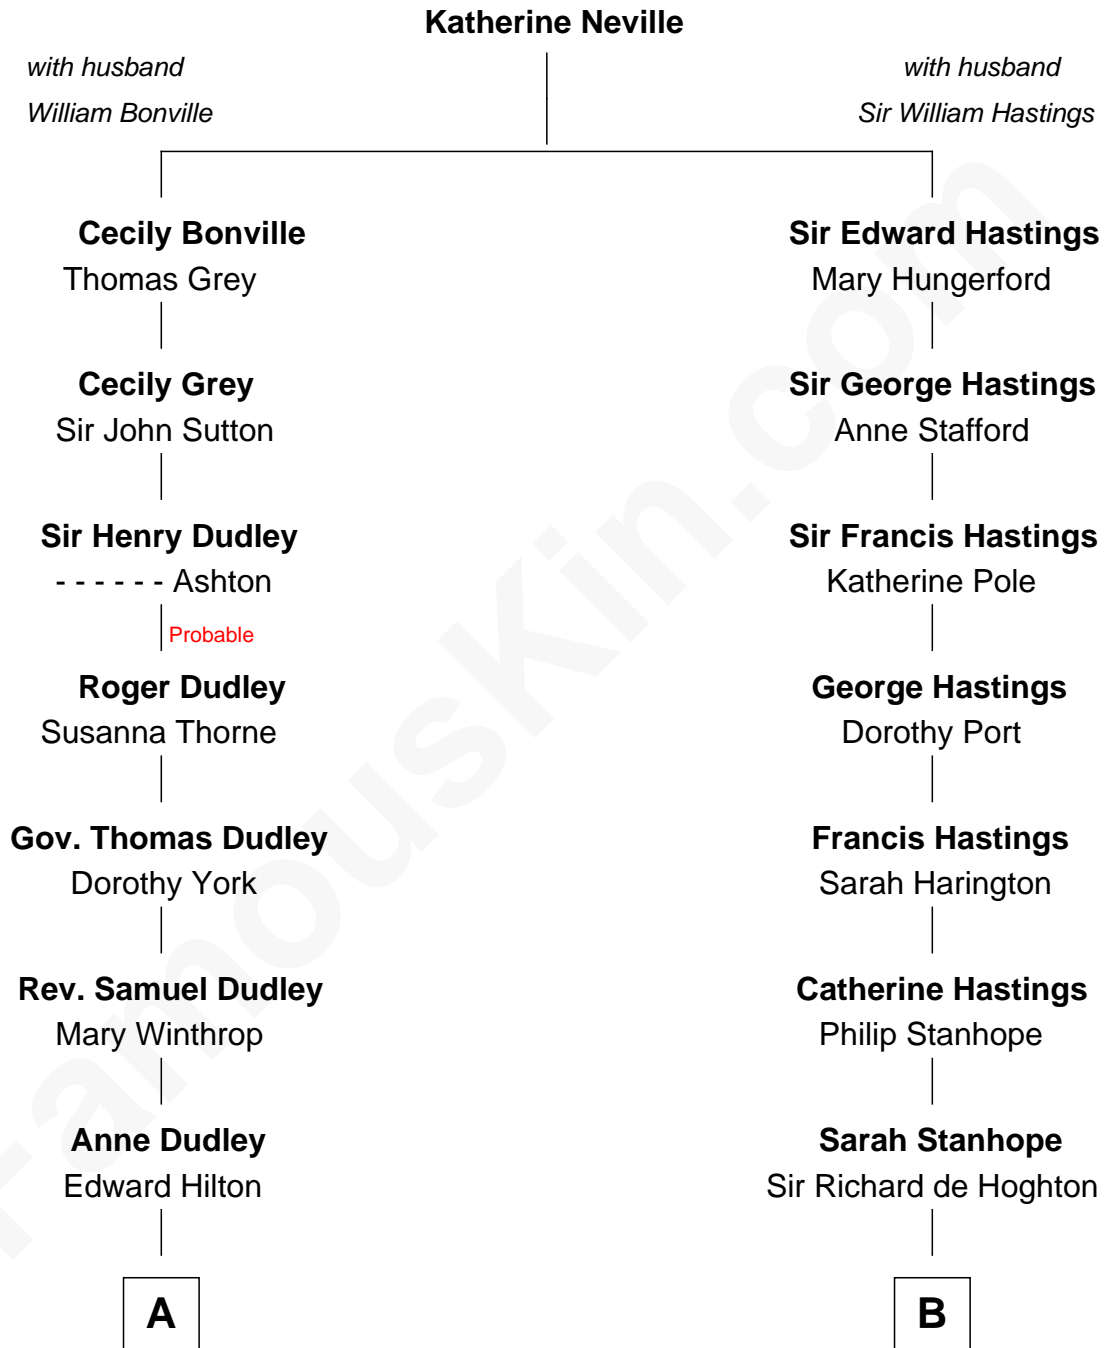 Katherine Neville
with husband
William Bonville
with husband
Sir William Hastings
Cecily Bonville
Thomas Grey
Sir Edward Hastings
Mary Hungerford
Cecily Grey
Sir John Sutton
Sir George Hastings
Anne Stafford
Sir Henry Dudley
- - - - - - Ashton
Sir Francis Hastings
Katherine Pole
Probable
Roger Dudley
Susanna Thorne
George Hastings
Dorothy Port
Gov. Thomas Dudley
Dorothy York
Francis Hastings
Sarah Harington
Rev. Samuel Dudley
Mary Winthrop
Catherine Hastings
Philip Stanhope
Anne Dudley
Edward Hilton
Sarah Stanhope
Sir Richard de Hoghton
A
B
FamousKin.com